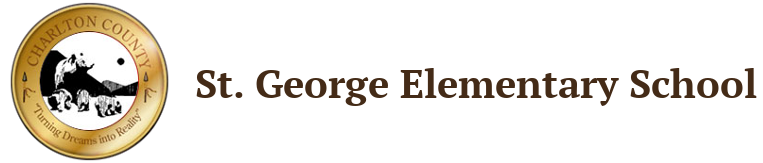 CHARLTON COUNTY
"Turning Dreams into Reality"
St. George Elementary School